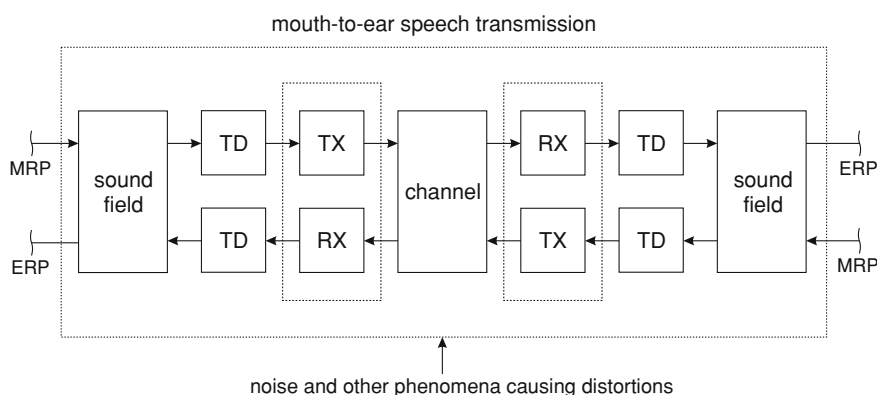 mouth-to-ear speech transmission
MRP
sound
field
TD
TX
channel
RX
TD
sound
field
ERP
ERP
TD
RX
TX
TD
MRP
noise and other phenomena causing distortions